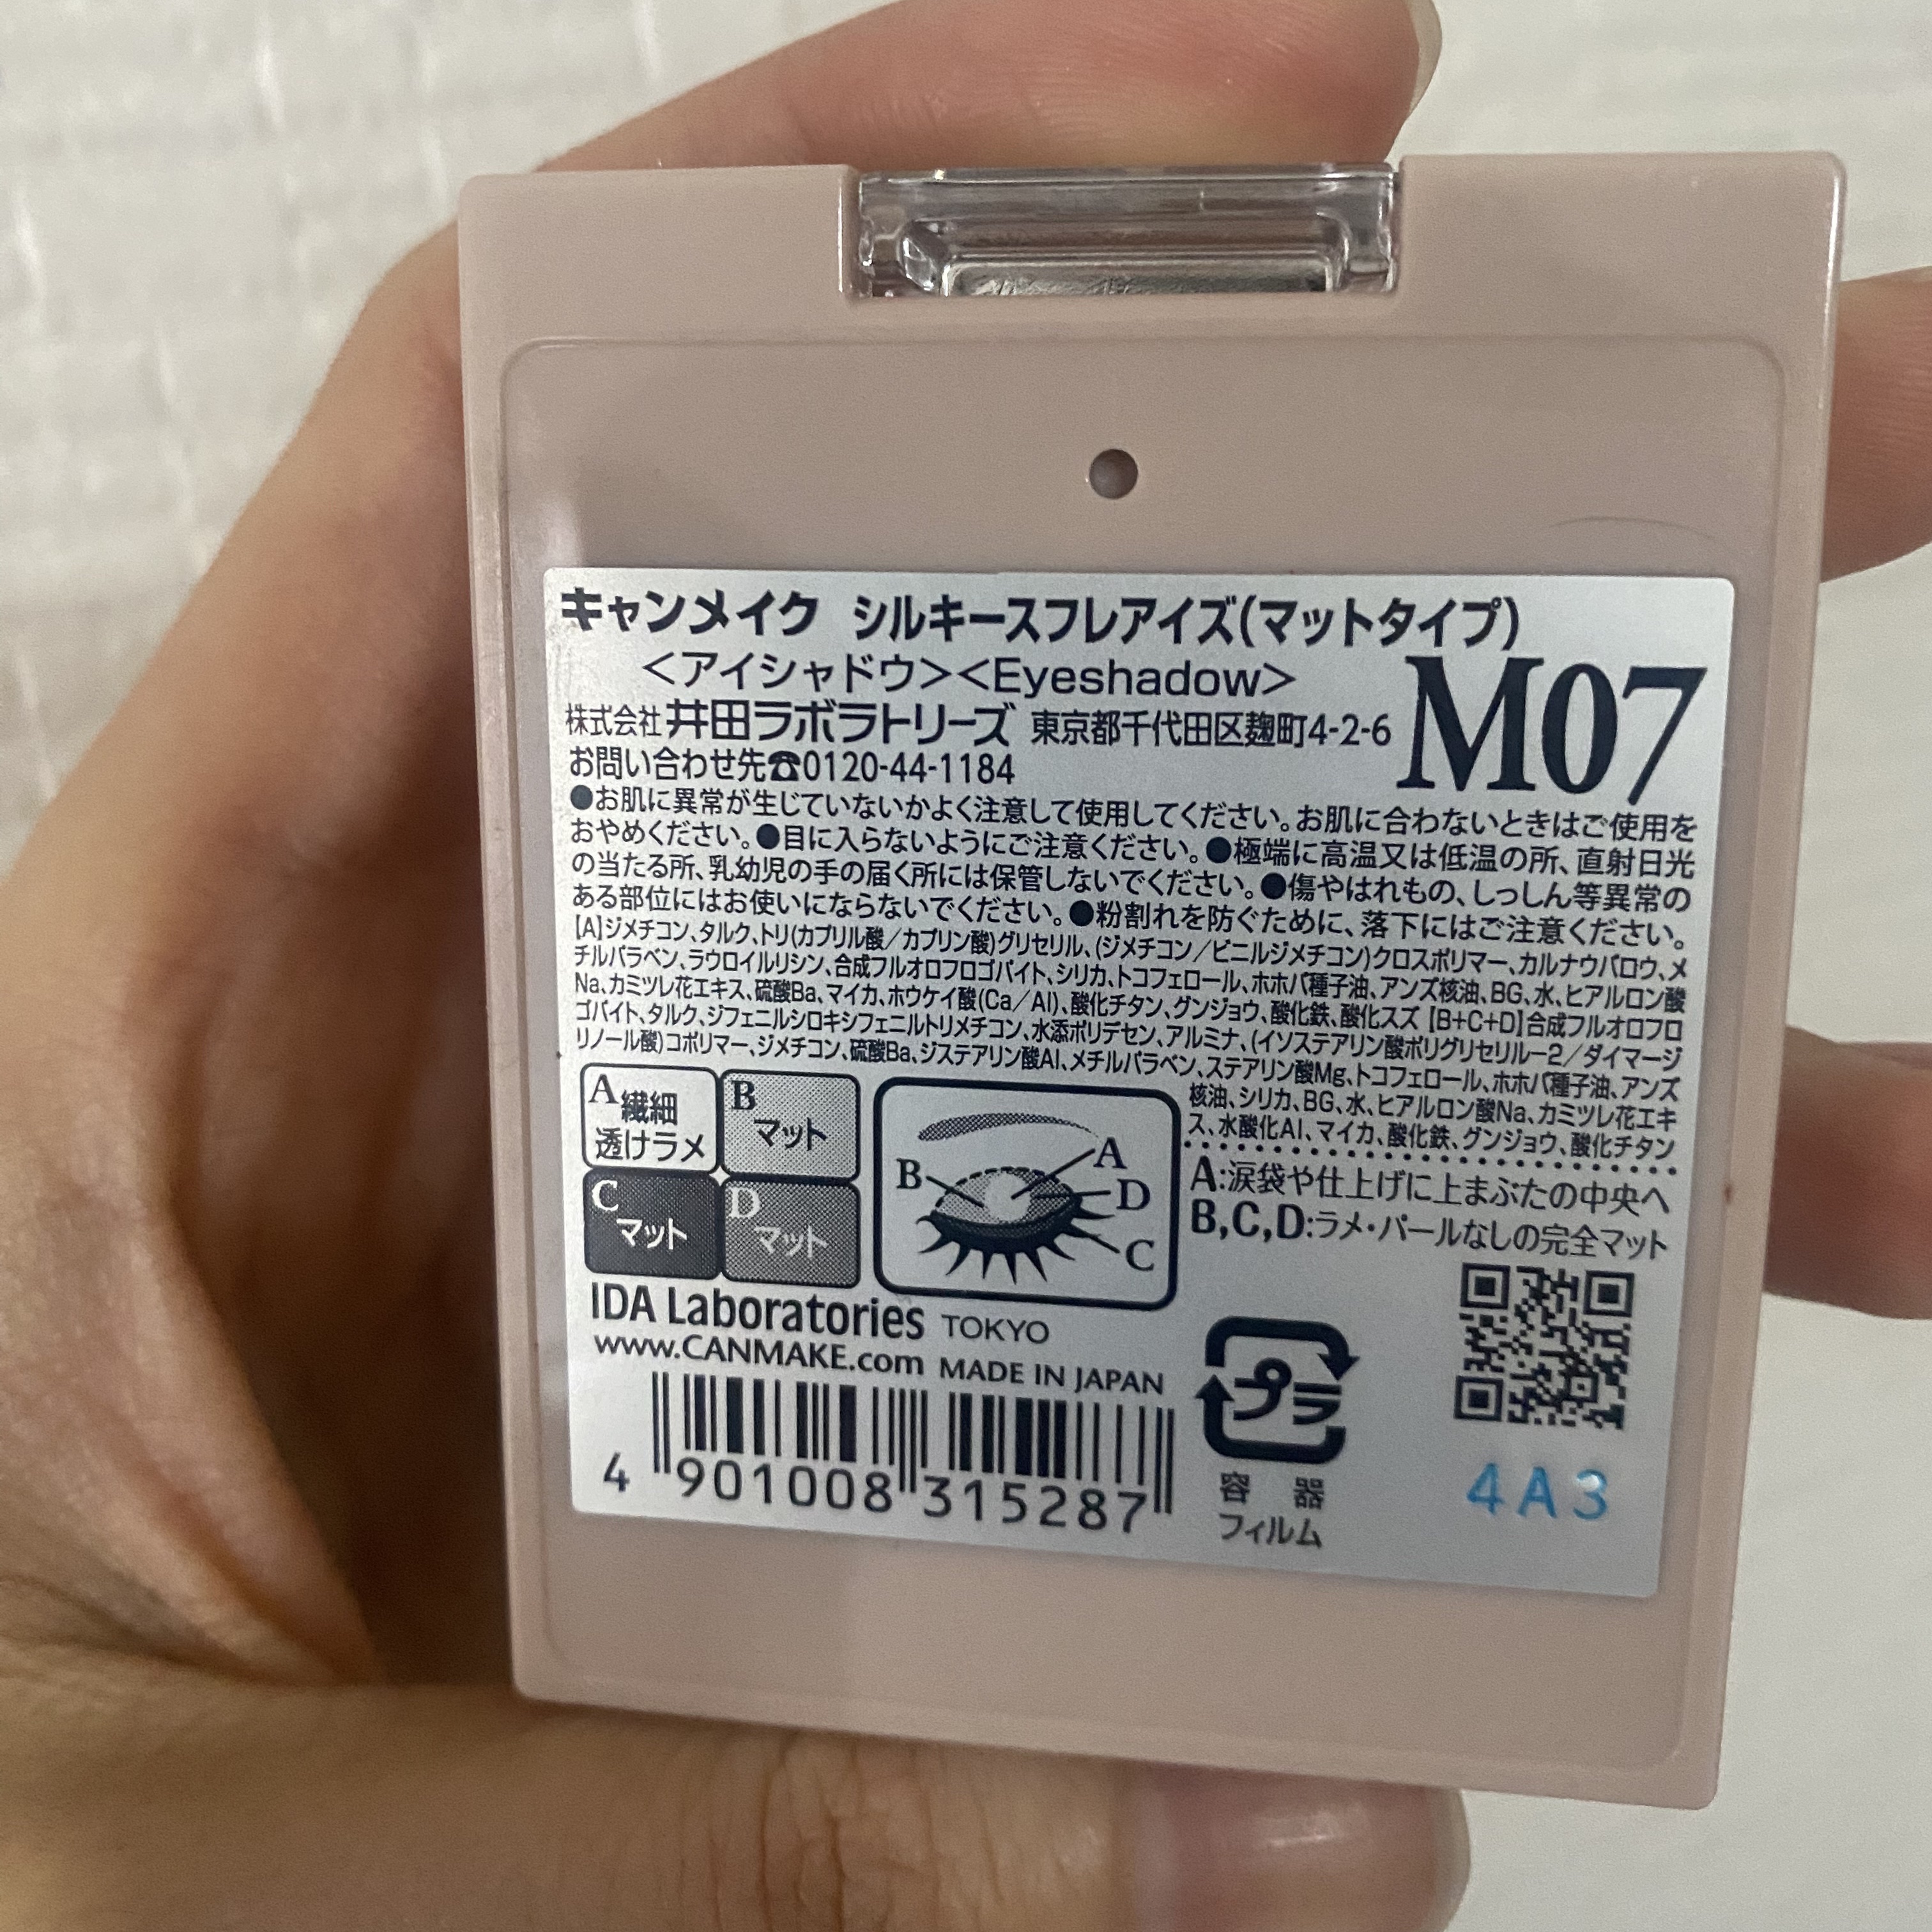 キャンメイク シルキースフレアイズ(マットタイプ)
<アイシャドウ><Eyeshadow>
M07
株式会社 井田ラボラトリーズ 東京都千代田区麹町4-2-6
お問い合わせ先☎0120-44-1184
●お肌に異常が生じていないかよく注意して使用してください。お肌に合わないときはご使用を
おやめください。●目に入らないようにご注意ください。●極端に高温又は低温の所、直射日光
の当たる所、乳幼児の手の届く所には保管しないでください。●傷やはれもの、しっしん等異常の
ある部位にはお使いにならないでください。●粉割れを防ぐために、落下にはご注意ください。
【A】ジメチコン、タルク、トリ(カプリル酸/カプリン酸)グリセリル、(ジメチコン/ビニルジメチコン)クロスポリマー、カルナウバロウ、メ
チルパラベン、ラウロイルリシン、合成フルオロフロゴパイト、シリカ、トコフェロール、ホホバ種子油、アンズ核油、BG、水、ヒアルロン酸
Na、カミツレ花エキス、硫酸Ba、マイカ、ホウケイ酸(Ca/Al)、酸化チタン、グンジョウ、酸化鉄、酸化スズ【B+C+D】合成フルオロフロ
ゴパイト、タルク、ジフェニルシロキシフェニルトリメチコン、水添ポリデセン、アルミナ、(イソステアリン酸ポリグリセリル-2/ダイマージ
リノール酸)コポリマー、ジメチコン、硫酸Ba、ジステアリン酸Al、メチルパラベン、ステアリン酸Mg、トコフェロール、ホホバ種子油、アンズ
核油、シリカ、BG、水、ヒアルロン酸Na、カミツレ花エキ
ス、水酸化Al、マイカ、酸化鉄、グンジョウ、酸化チタン
A 繊細
透けラメ
B
マット
C
マット
D
マット
A
B
D
C
A:涙袋や仕上げに上まぶたの中央へ
B,C,D:ラメ・パールなしの完全マット
IDA Laboratories TOKYO
www.CANMAKE.com MADE IN JAPAN
4 901008 315287
プラ
容 器
フィルム
4A3